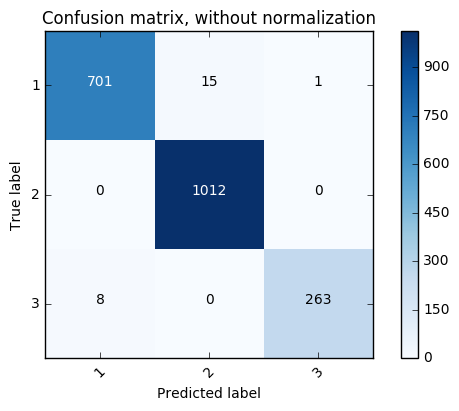 Confusion matrix, without normalization
True label
1 701 15 1
2 0 1012 0
3 8 0 263
1 2 3
Predicted label
900
750
600
450
300
150
0